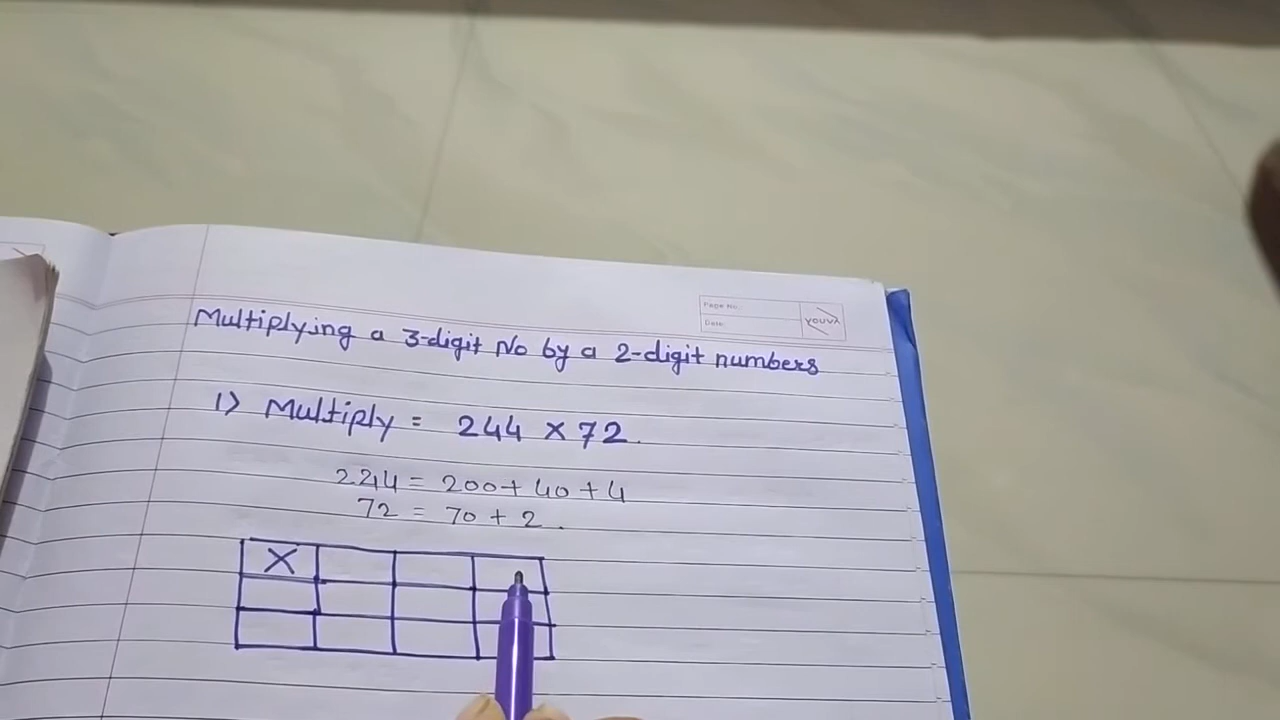 Page No.
Date:
YOUVA
Multiplying a 3-digit No by a 2-digit numbers
1) Multiply = 244 × 72.
244 = 200 + 40 + 4
72 = 70 + 2.
X